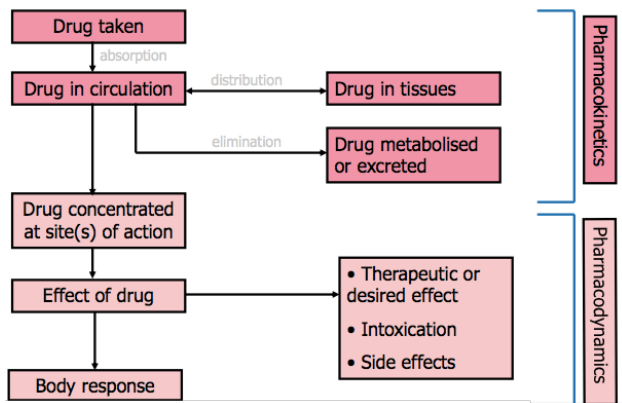 Drug taken
absorption
Drug in circulation
distribution
Drug in tissues
elimination
Drug metabolised
or excreted
Pharmacokinetics
Drug concentrated
at site(s) of action
Effect of drug
• Therapeutic or
desired effect
• Intoxication
• Side effects
Body response
Pharmacodynamics